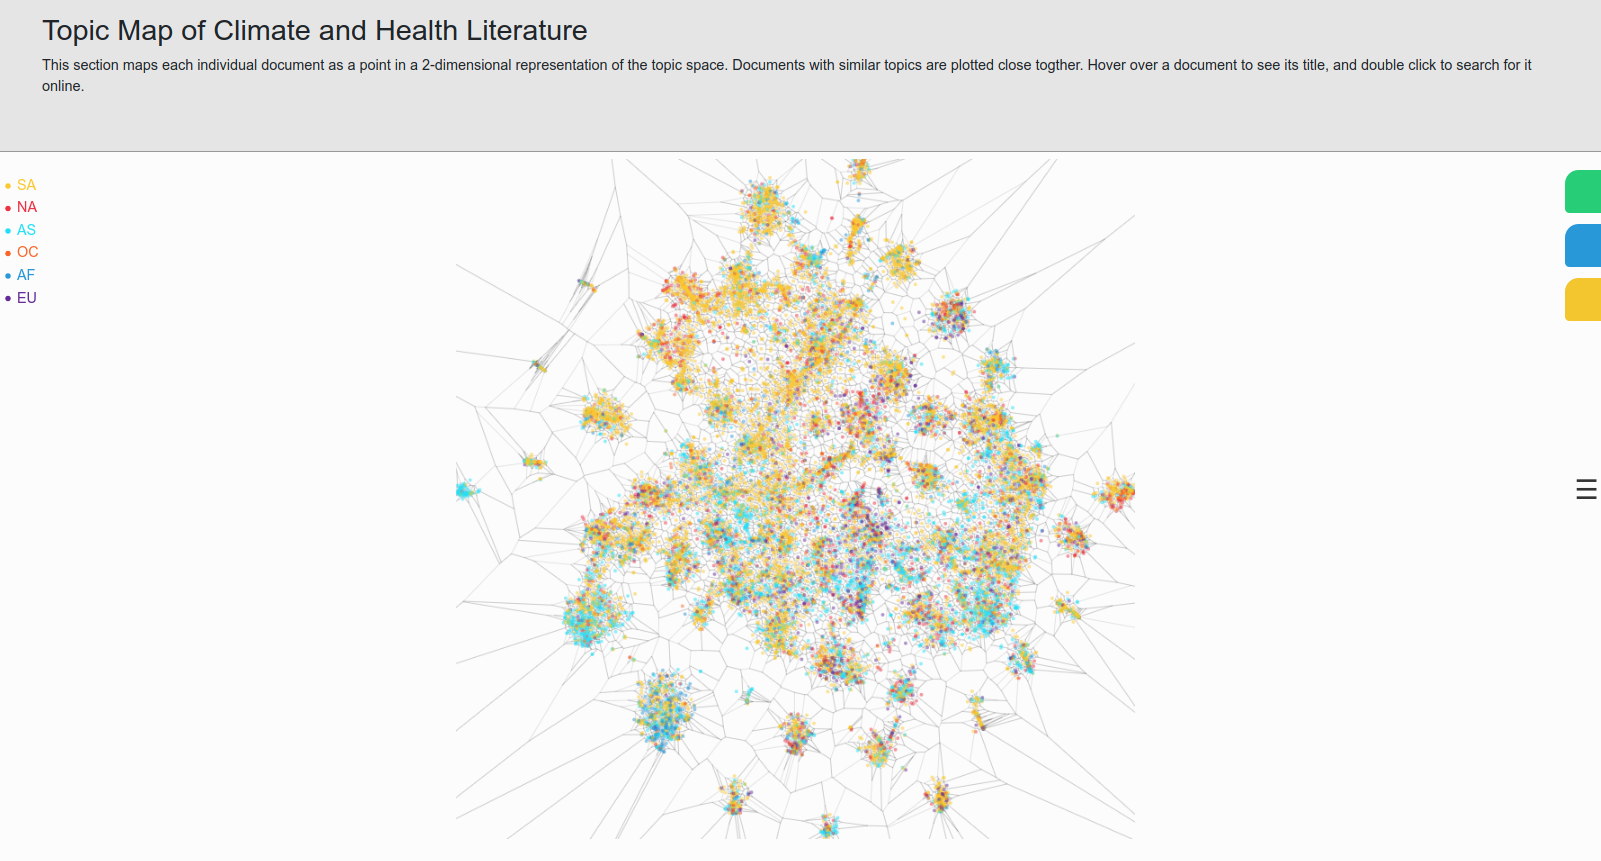 Topic Map of Climate and Health Literature
This section maps each individual document as a point in a 2-dimensional representation of the topic space. Documents with similar topics are plotted close togther. Hover over a document to see its title, and double click to search for it
online.
SA
NA
AS
OC
AF
EU